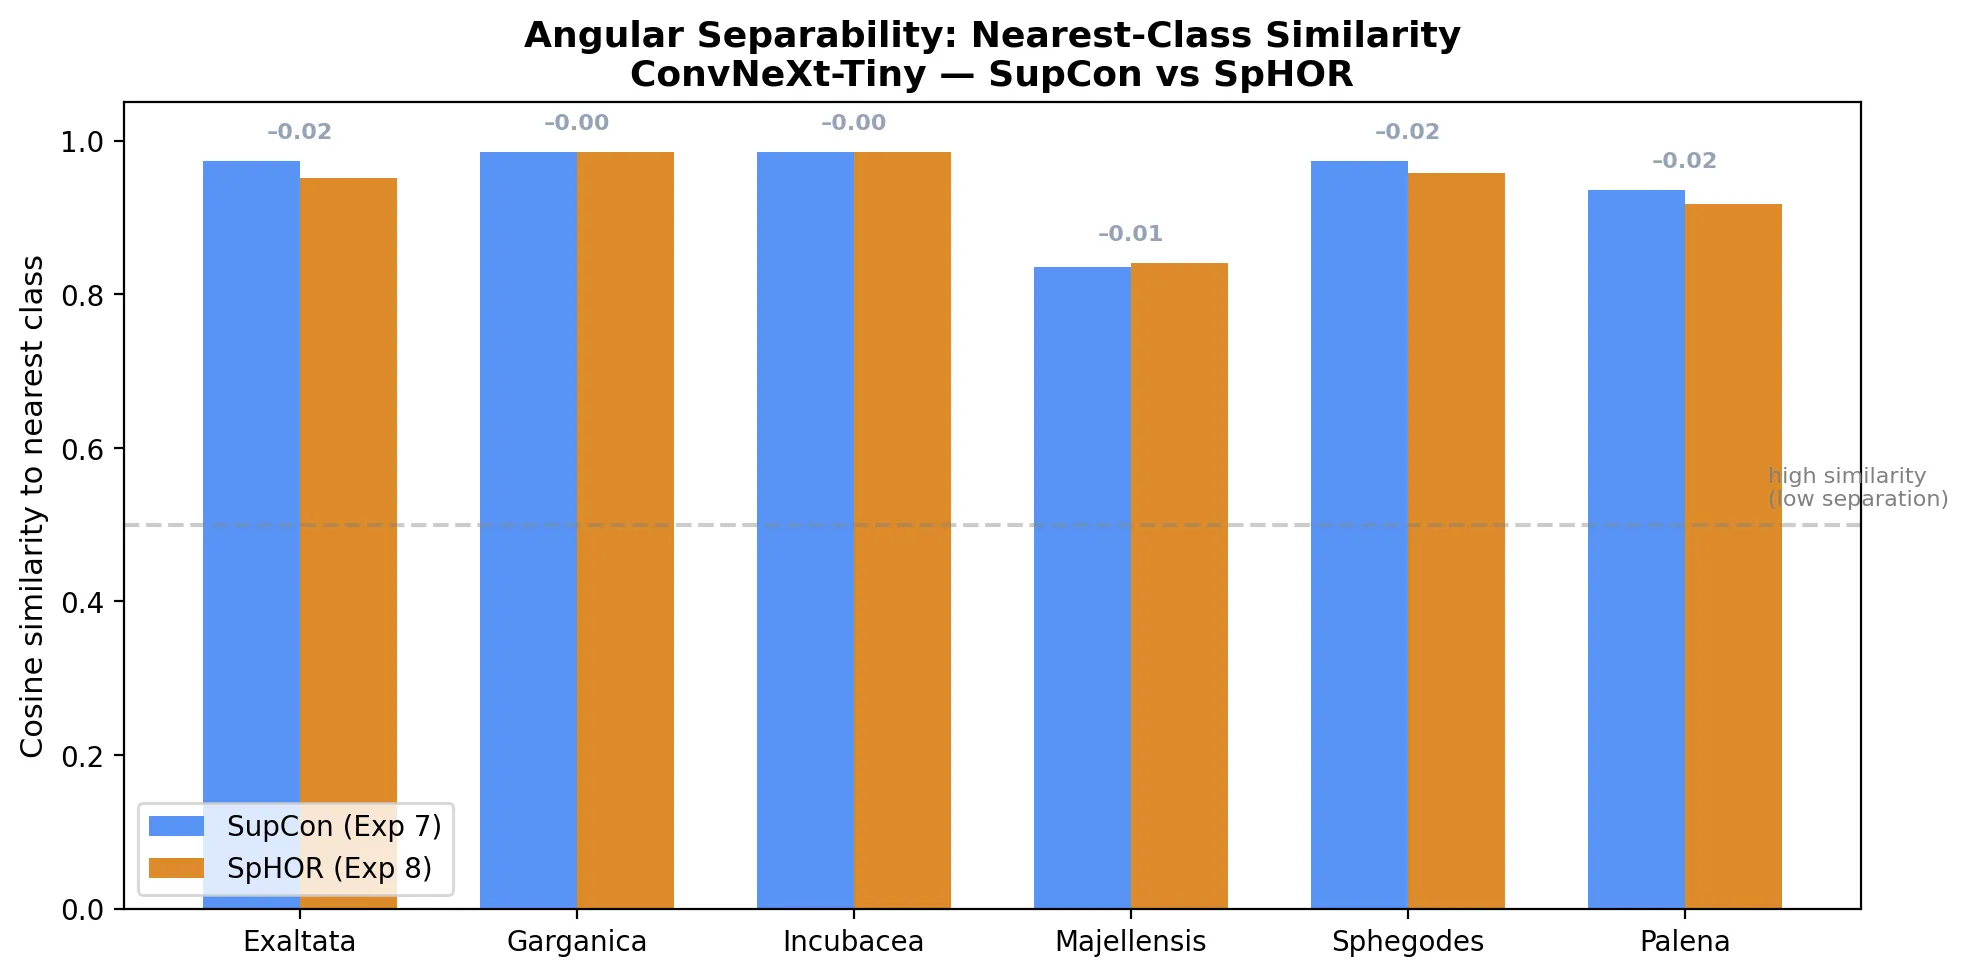 Angular Separability: Nearest-Class Similarity
ConvNeXt-Tiny — SupCon vs SpHOR
Cosine similarity to nearest class
1.0
0.8
0.6
0.4
0.2
0.0
–0.02
–0.00
–0.00
–0.01
–0.02
–0.02
high similarity
(low separation)
SupCon (Exp 7)
SpHOR (Exp 8)
Exaltata
Garganica
Incubacea
Majellensis
Sphegodes
Palena